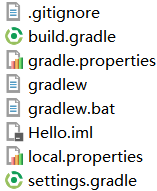 .gitignore
build.gradle
gradle.properties
gradlew
gradlew.bat
Hello.iml
local.properties
settings.gradle